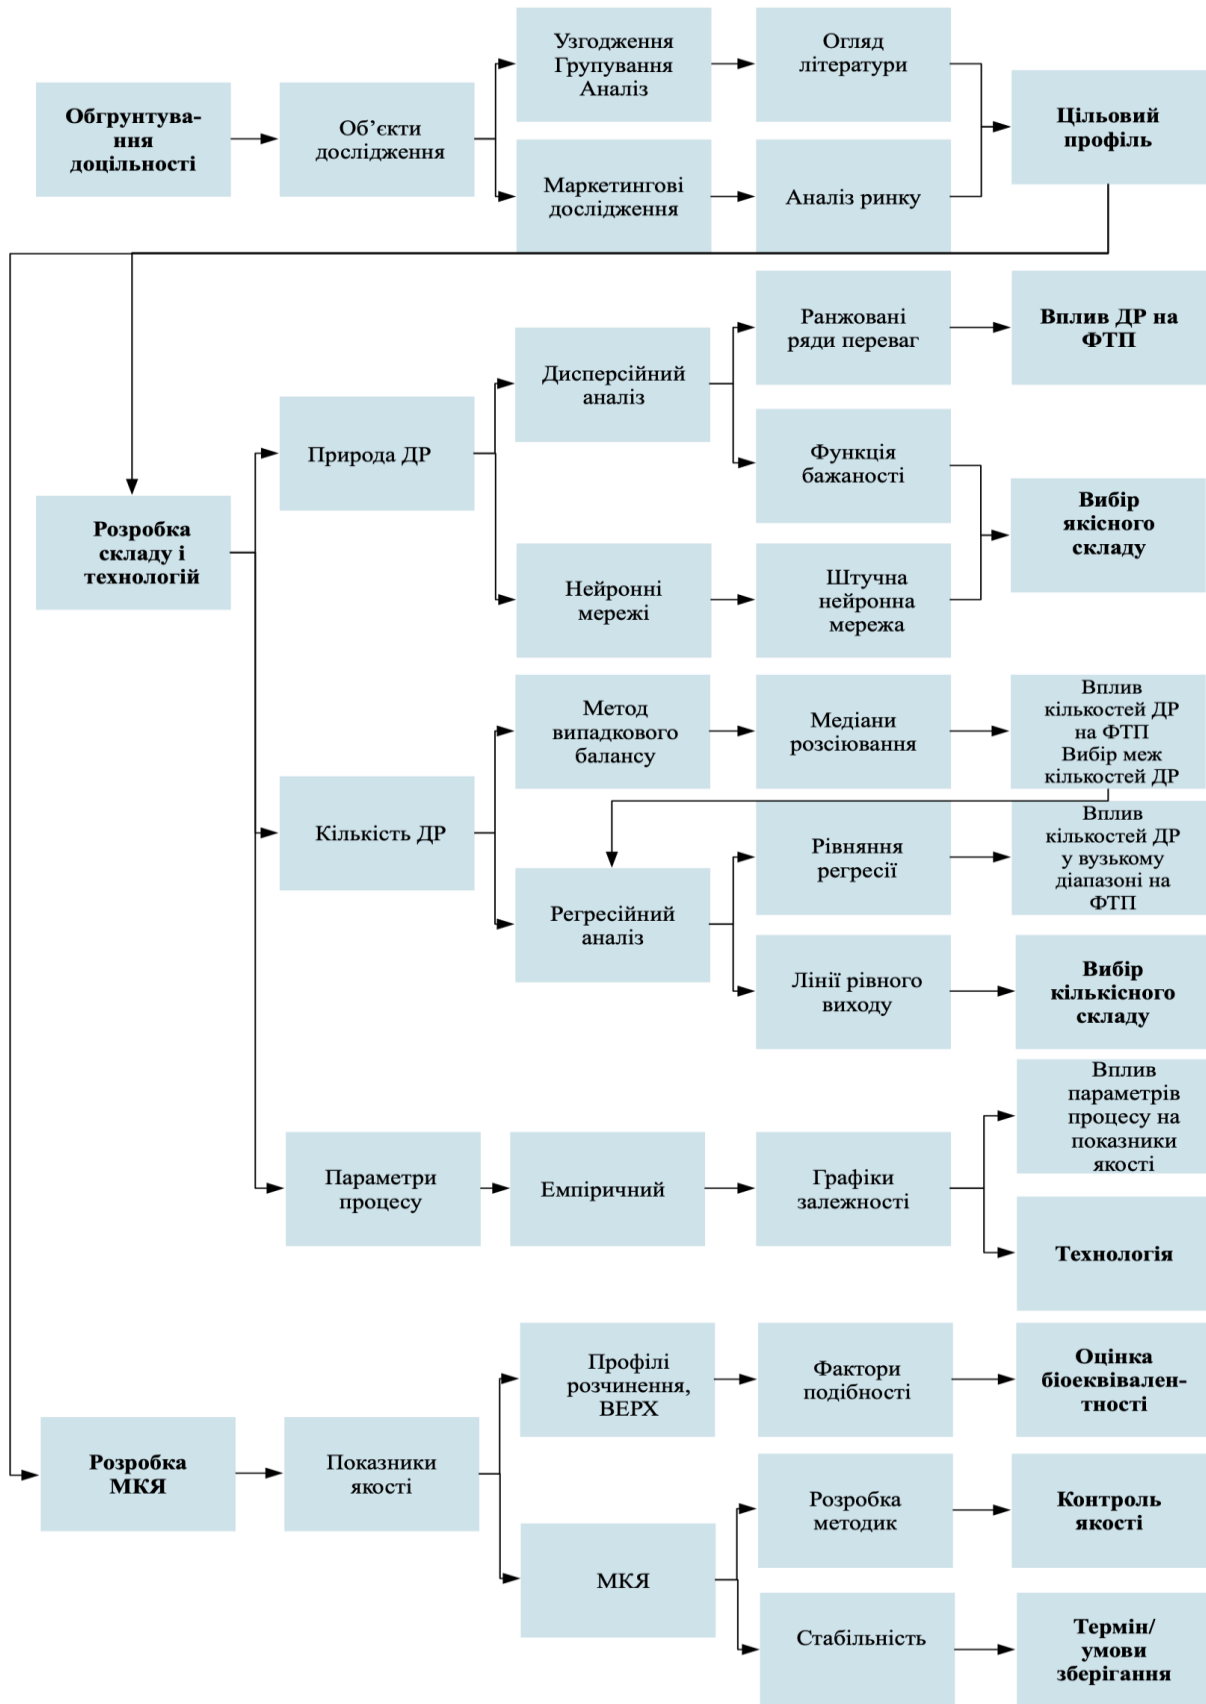 Обгрунтува-
ння
доцільності
Об’єкти
дослідження
Узгодження
Групування
Аналіз
Огляд
літератури
Маркетингові
дослідження
Аналіз ринку
Цільовий
профіль
Розробка
складу і
технологій
Природа ДР
Дисперсійний
аналіз
Ранжовані
ряди переваг
Вплив ДР на
ФТП
Функція
бажаності
Нейронні
мережі
Штучна
нейронна
мережа
Вибір
якісного
складу
Кількість ДР
Метод
випадкового
балансу
Медіани
розсіювання
Вплив
кількостей ДР
на ФТП
Вибір меж
кількостей ДР
Регресійний
аналіз
Рівняння
регресії
Вплив
кількостей ДР
у вузькому
діапазоні на
ФТП
Лінії рівного
виходу
Вибір
кількісного
складу
Параметри
процесу
Емпіричний
Графіки
залежності
Вплив
параметрів
процесу на
показники
якості
Технологія
Розробка
МКЯ
Показники
якості
Профілі
розчинення,
ВЕРХ
Фактори
подібності
Оцінка
біоеквівален-
тності
МКЯ
Розробка
методик
Контроль
якості
Стабільність
Термін/
умови
зберігання